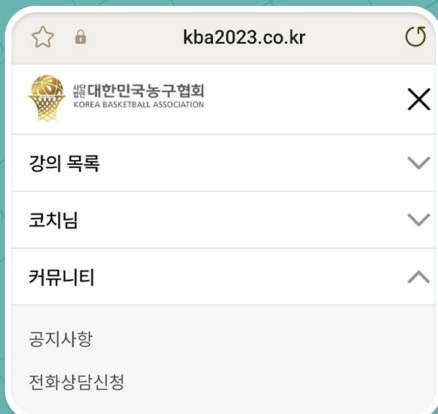 kba2023.co.kr
사단법인 대한민국농구협회
KOREA BASKETBALL ASSOCIATION
강의 목록
코치님
커뮤니티
공지사항
전화상담신청